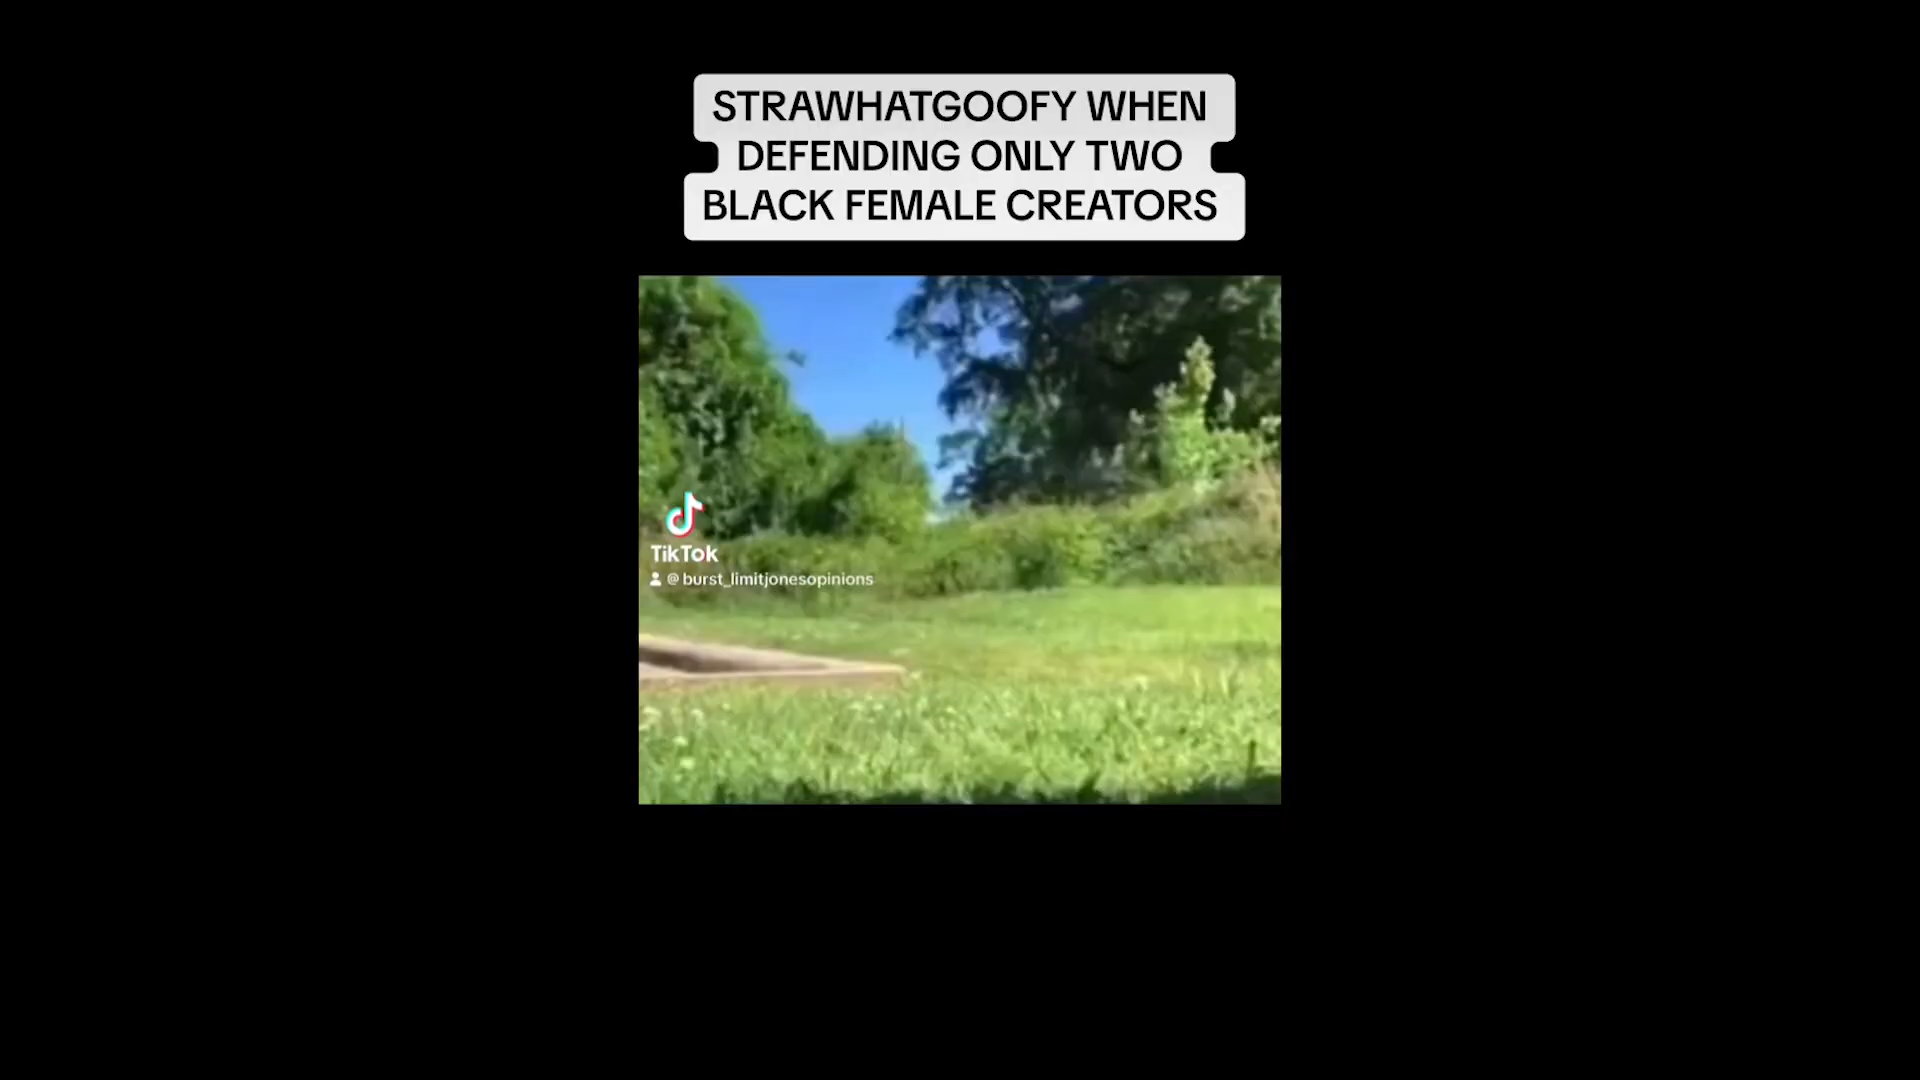 STRAWHATGOOFY WHEN
DEFENDING ONLY TWO
BLACK FEMALE CREATORS
TikTok
@burst_limitjonesopinions